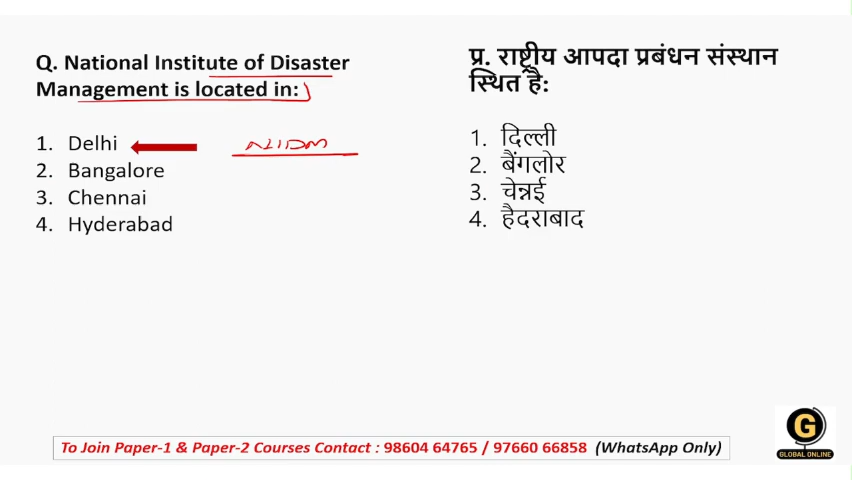 Q. National Institute of Disaster
Management is located in:
1. Delhi
2. Bangalore
3. Chennai
4. Hyderabad
NIDM
प्र. राष्ट्रीय आपदा प्रबंधन संस्थान
स्थित है:
1. दिल्ली
2. बैंगलोर
3. चेन्नई
4. हैदराबाद
G
GLOBAL ONLINE
To Join Paper-1 & Paper-2 Courses Contact : 98604 64765 / 97660 66858 (WhatsApp Only)